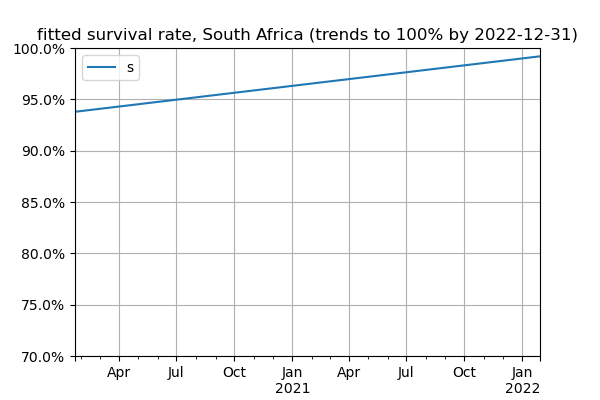 fitted survival rate, South Africa (trends to 100% by 2022-12-31)
100.0%
s
95.0%
90.0%
85.0%
80.0%
75.0%
70.0%
Apr Jul Oct Jan Apr Jul Oct Jan
2021 2022